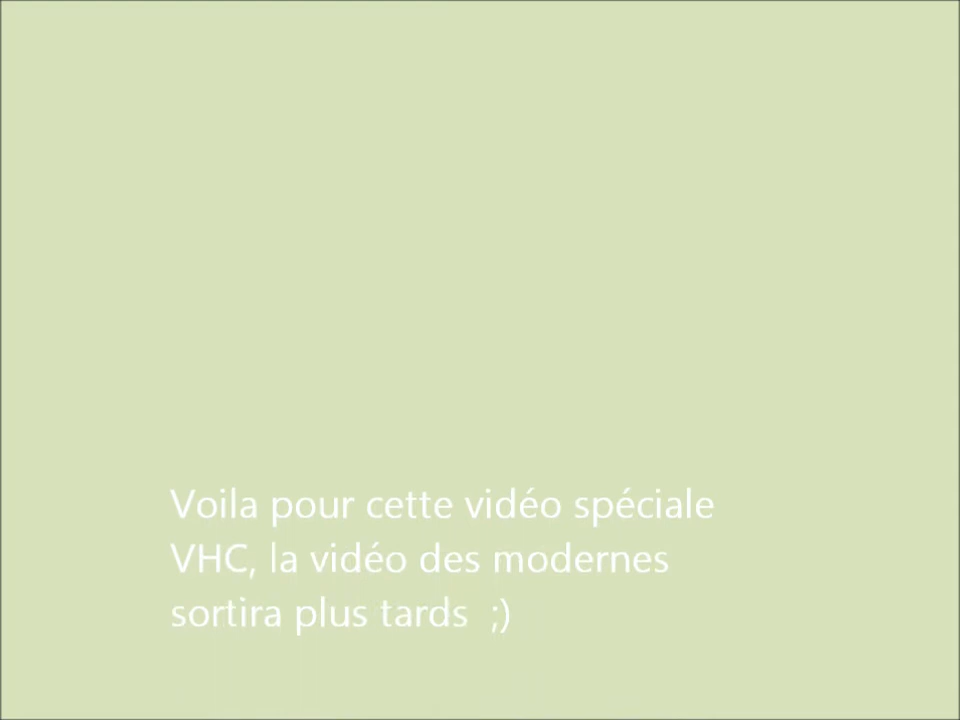 Voila pour cette vidéo spéciale
VHC, la vidéo des modernes
sortira plus tards  ;)